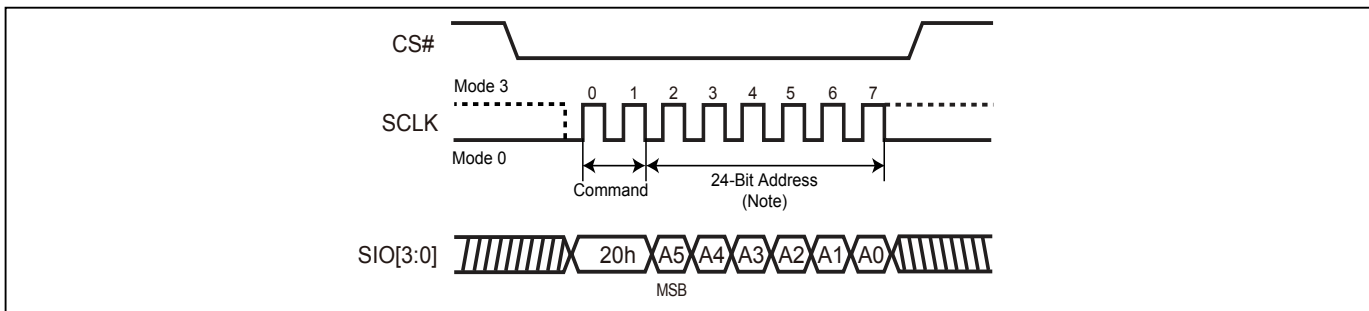 CS#
Mode 3
0 1 2 3 4 5 6 7
SCLK
Mode 0
Command
24-Bit Address
(Note)
SIO[3:0]
20h A5 A4 A3 A2 A1 A0
MSB